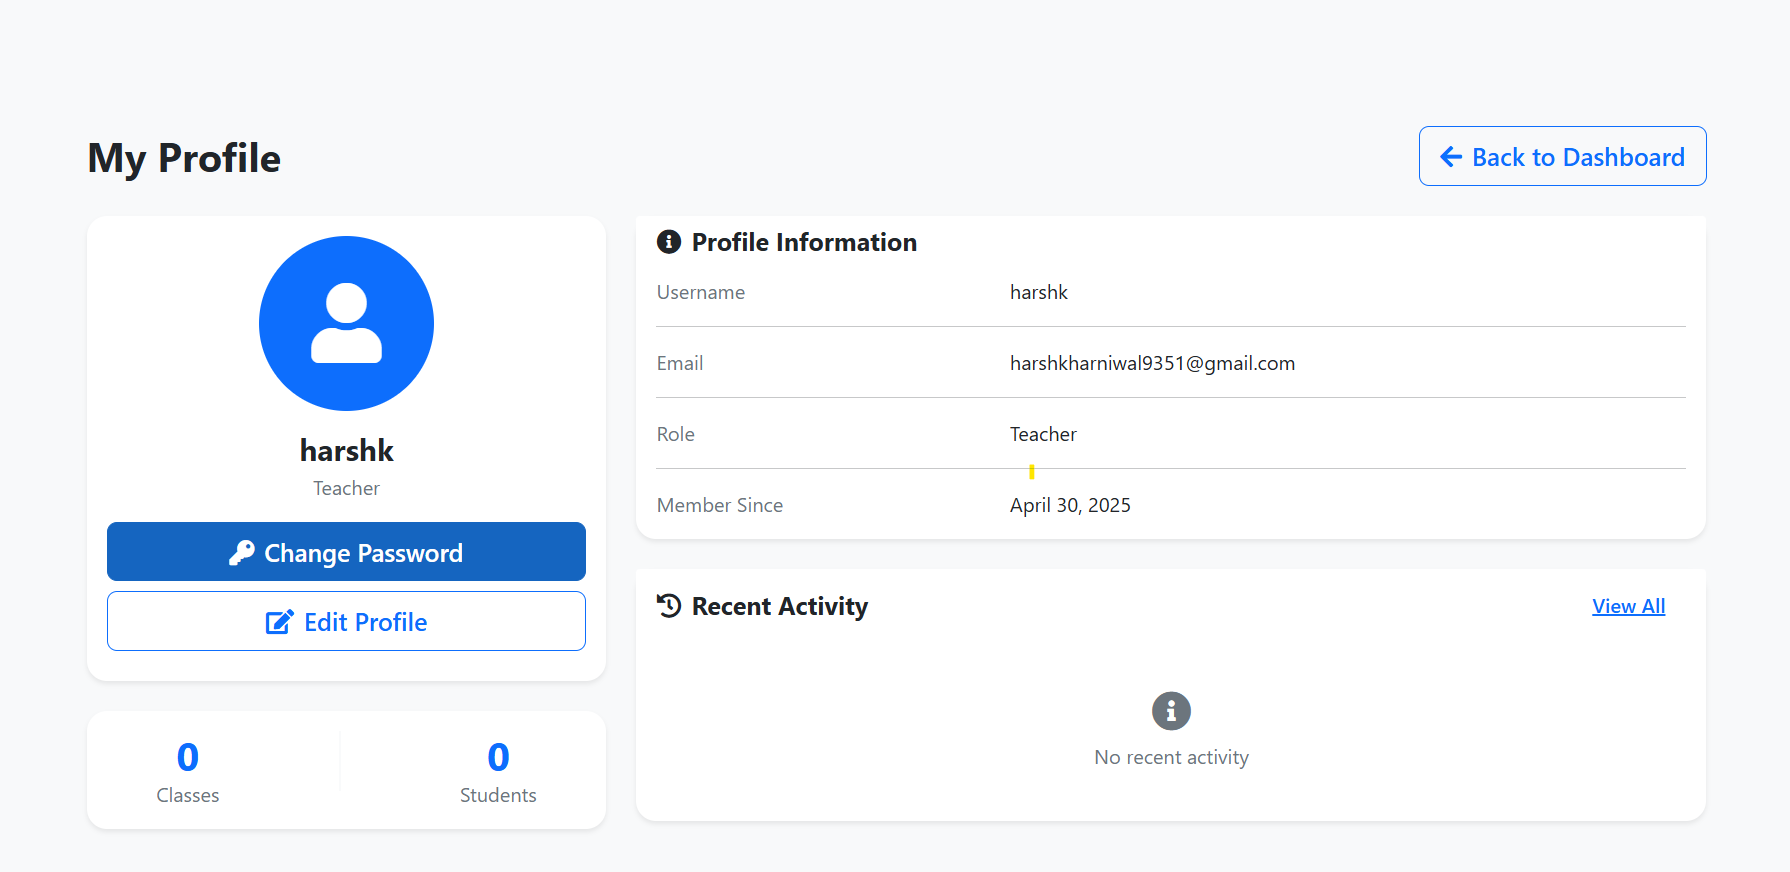 My Profile
Back to Dashboard
harshk
Teacher
Change Password
Edit Profile
0
Classes
0
Students
Profile Information
Username harshk
Email harshkharniwal9351@gmail.com
Role Teacher
Member Since April 30, 2025
Recent Activity View All
No recent activity